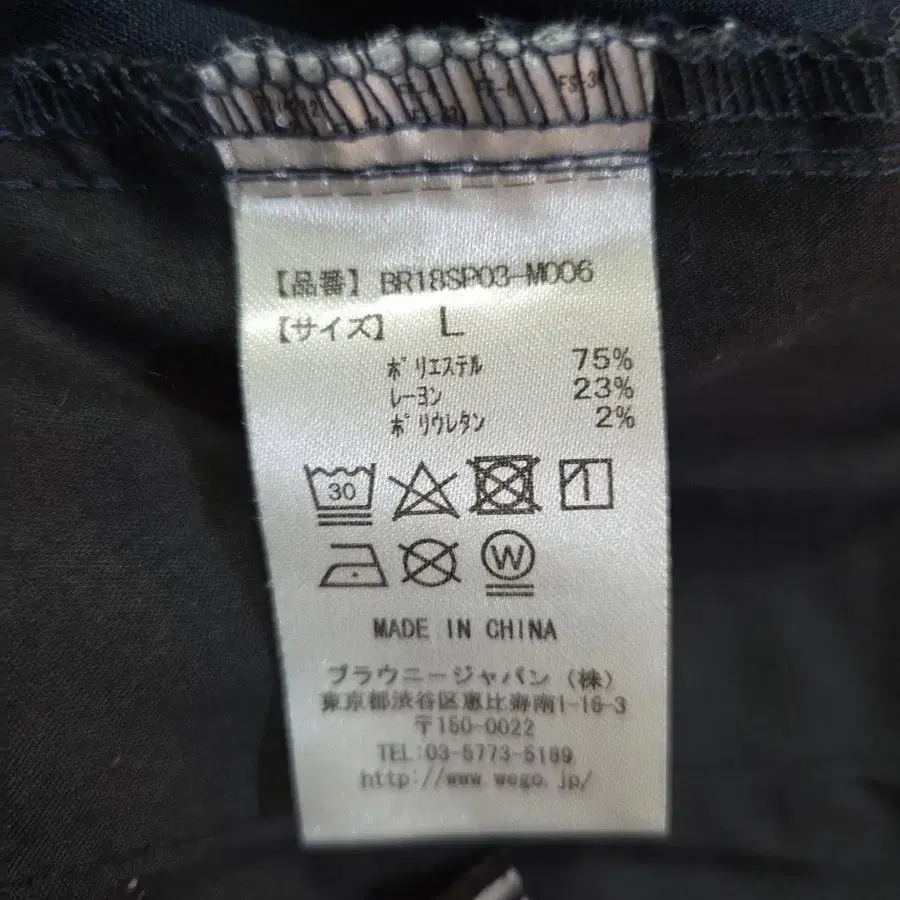 【品番】 BR18SP03-M006
【サイズ】 L
ポリエステル 75%
レーヨン 23%
ポリウレタン 2%
30
W
MADE IN CHINA
ブラウニージャパン (株)
東京都渋谷区恵比寿南1-16-3
〒150-0022
TEL:03-5773-5189
http://www.wego.jp/